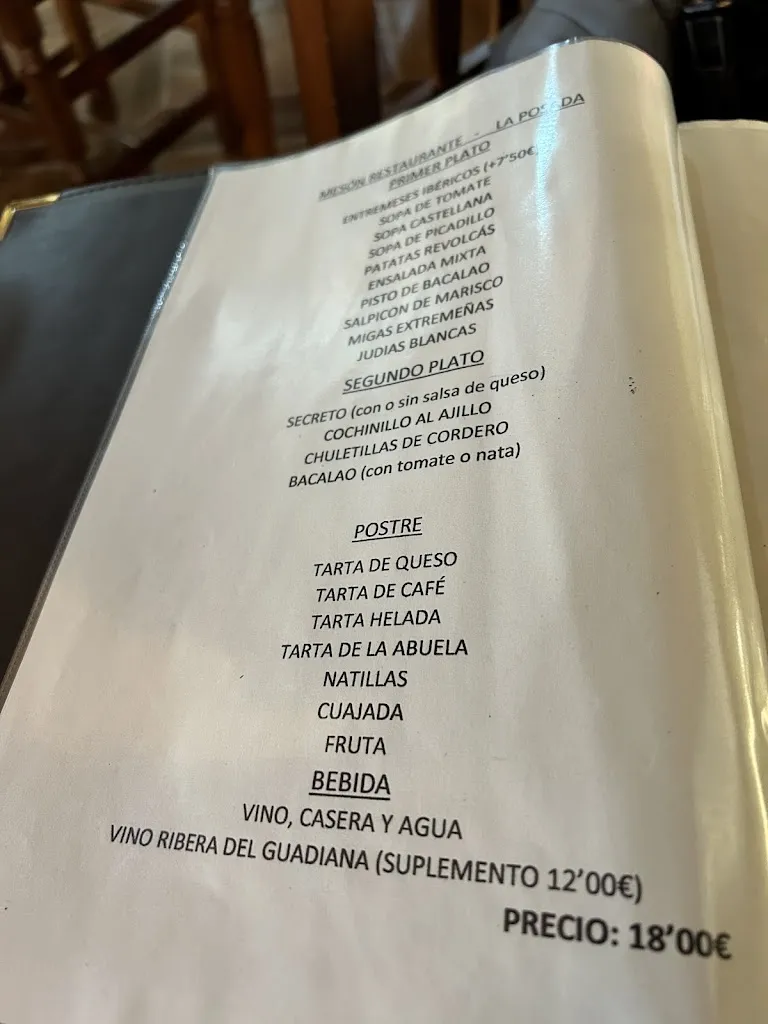 MESÓN RESTAURANTE - LA POSADA
PRIMER PLATO
ENTREMESES IBÉRICOS (+7'50€)
SOPA DE TOMATE
SOPA CASTELLANA
SOPA DE PICADILLO
PATATAS REVOLCÁS
ENSALADA MIXTA
PISTO DE BACALAO
SALPICON DE MARISCO
MIGAS EXTREMEÑAS
JUDIAS BLANCAS
SEGUNDO PLATO
SECRETO (con o sin salsa de queso)
COCHINILLO AL AJILLO
CHULETILLAS DE CORDERO
BACALAO (con tomate o nata)
POSTRE
TARTA DE QUESO
TARTA DE CAFÉ
TARTA HELADA
TARTA DE LA ABUELA
NATILLAS
CUAJADA
FRUTA
BEBIDA
VINO, CASERA Y AGUA
VINO RIBERA DEL GUADIANA (SUPLEMENTO 12'00€)
PRECIO: 18'00€